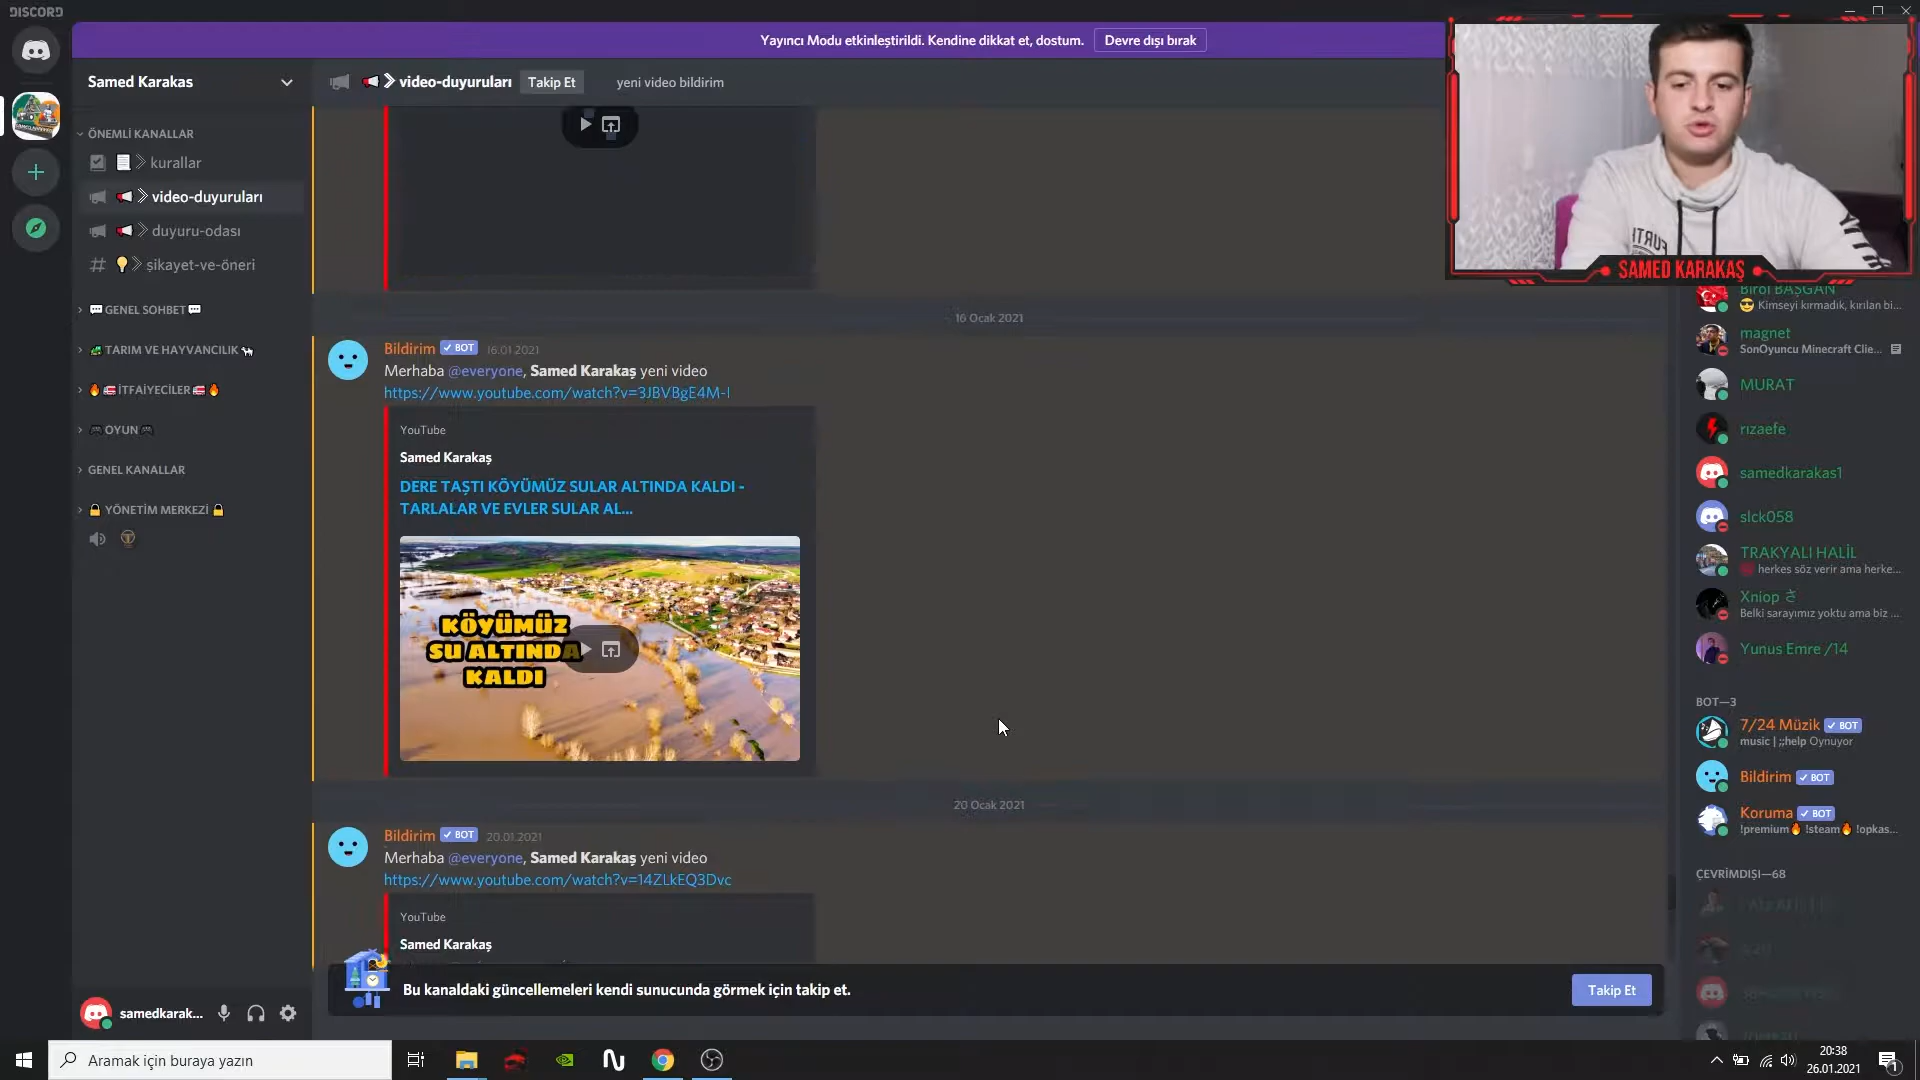 DISCORD
Yayıncı Modu etkinleştirildi. Kendine dikkat et, dostum.
Devre dışı bırak
Samed Karakas
video-duyuruları
Takip Et
yeni video bildirim
ÖNEMLİ KANALLAR
kurallar
video-duyuruları
duyuru-odası
şikayet-ve-öneri
GENEL SOHBET
TARIM VE HAYVANCILIK
İTFAİYECİLER
OYUN
GENEL KANALLAR
YÖNETİM MERKEZİ
samedkarak...
16 Ocak 2021
Bildirim BOT 16.01.2021
Merhaba @everyone, Samed Karakaş yeni video
https://www.youtube.com/watch?v=3JBVBgE4M-I
YouTube
Samed Karakaş
DERE TAŞTI KÖYÜMÜZ SULAR ALTINDA KALDI -
TARLALAR VE EVLER SULAR AL...
KÖYÜMÜZ
SU ALTINDA
KALDI
20 Ocak 2021
Bildirim BOT 20.01.2021
Merhaba @everyone, Samed Karakaş yeni video
https://www.youtube.com/watch?v=14ZLkEQ3Dvc
YouTube
Samed Karakaş
Bu kanaldaki güncellemeleri kendi sunucunda görmek için takip et.
Takip Et
SAMED KARAKAŞ
Birol BAŞGAN
Kimseyi kırmadık, kırılan bi...
magnet
SonOyuncu Minecraft Clie...
MURAT
rızaefe
samedkarakas1
slck058
TRAKYALI HALİL
herkes söz verir ama herke...
Xniop さ
Belki sarayımız yoktu ama biz ...
Yunus Emre /14
BOT—3
7/24 Müzik BOT
music | ;;help Oynuyor
Bildirim BOT
Koruma BOT
!premium🔥 !steam🔥 !opkas...
ÇEVRİMDIŞI—68
Aramak için buraya yazın
20:38
26.01.2021
1